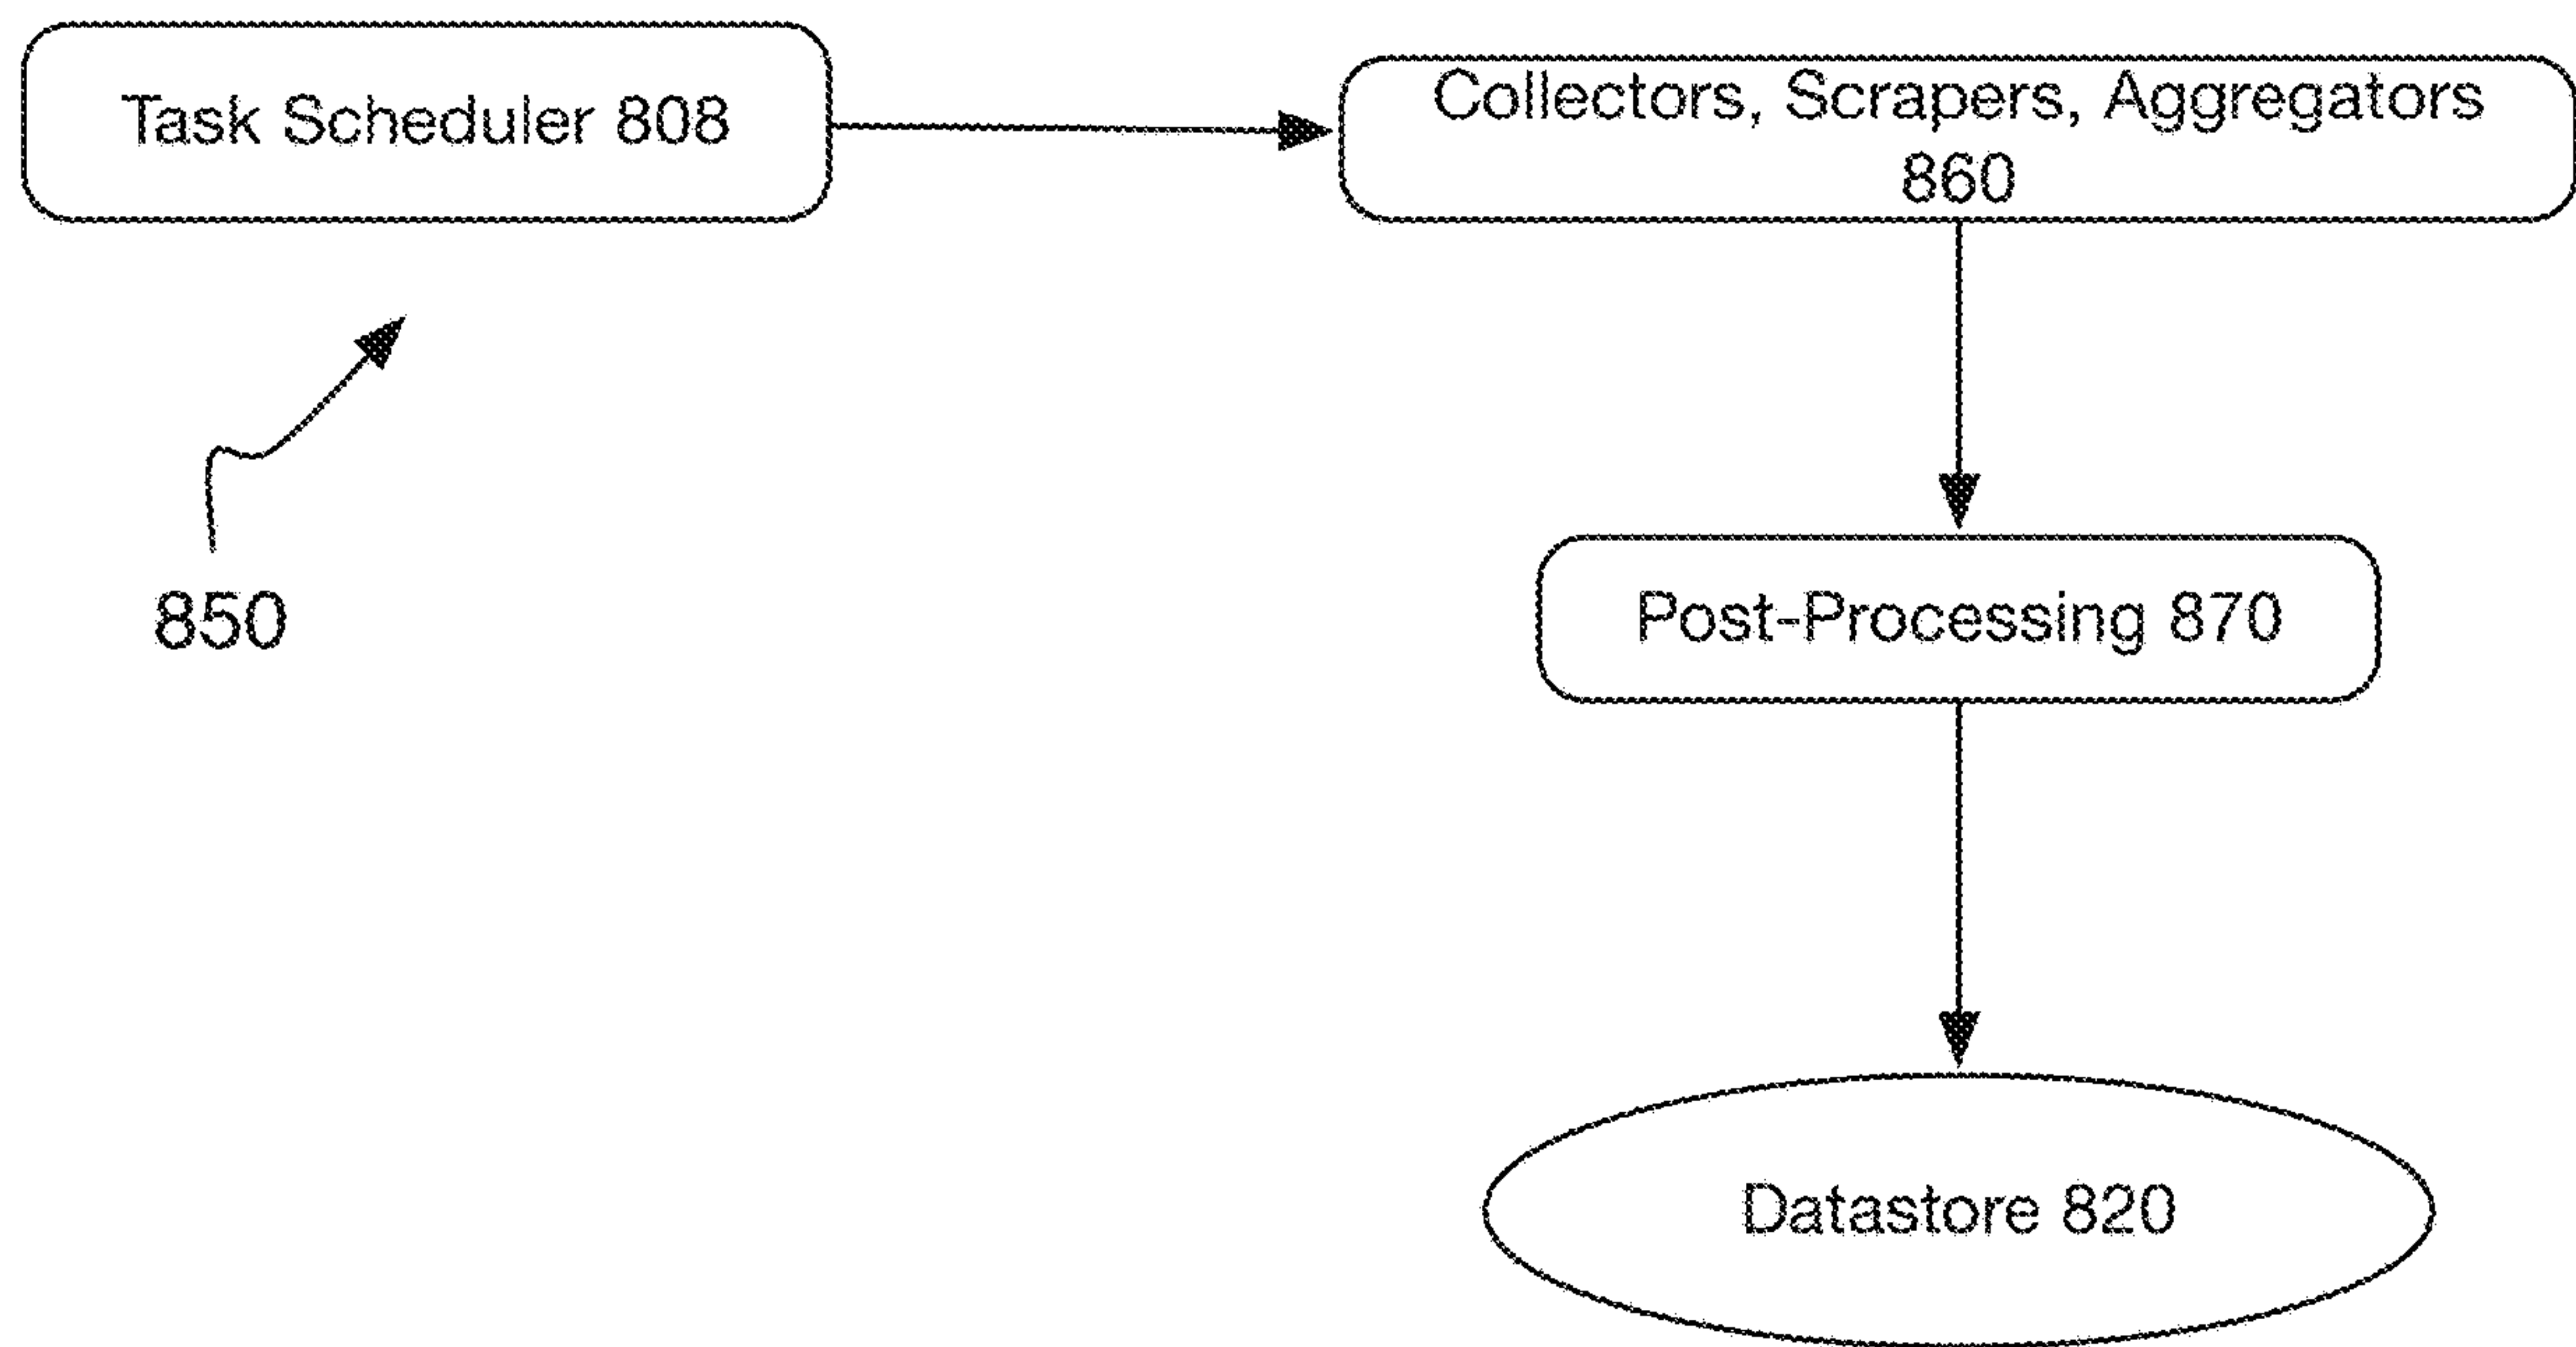 Task Scheduler 808
Collectors, Scrapers, Aggregators
860
850
Post-Processing 870
Datastore 820